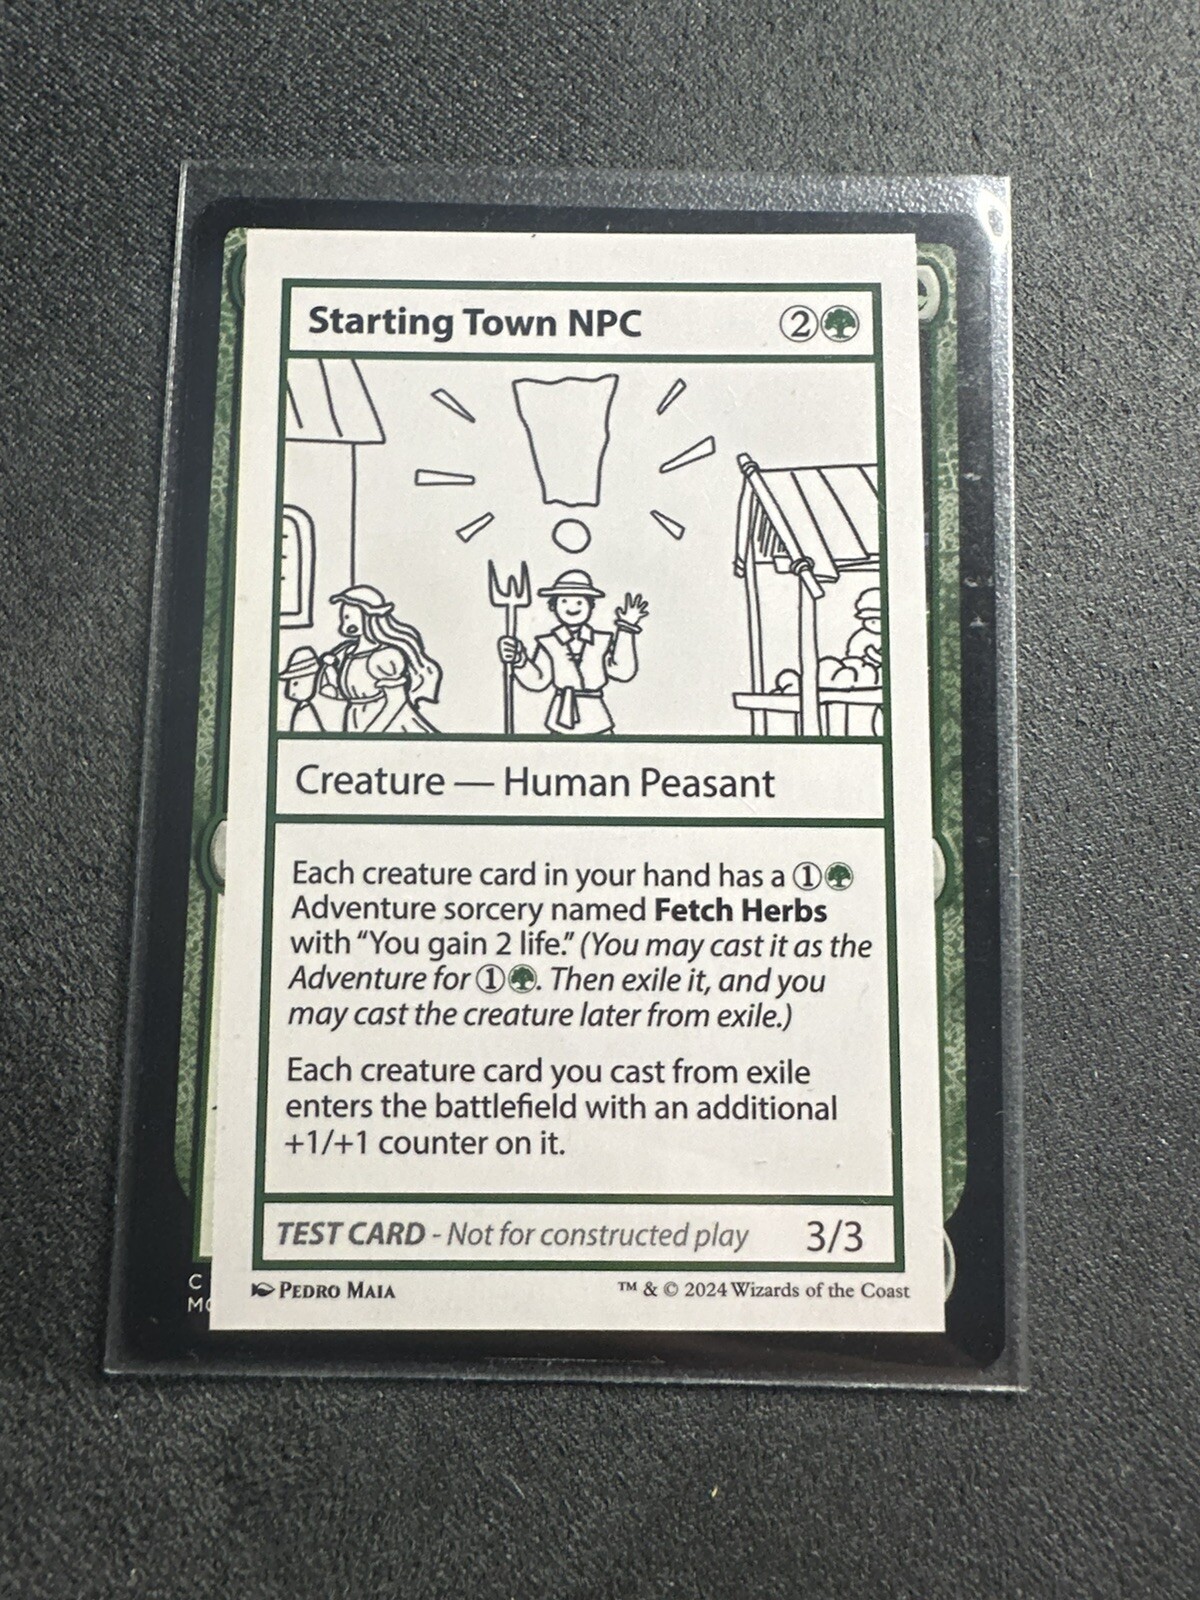 Starting Town NPC 2
Creature — Human Peasant
Each creature card in your hand has a 1
Adventure sorcery named Fetch Herbs
with “You gain 2 life.” (You may cast it as the
Adventure for 1. Then exile it, and you
may cast the creature later from exile.)
Each creature card you cast from exile
enters the battlefield with an additional
+1/+1 counter on it.
TEST CARD - Not for constructed play 3/3
C
PEDRO MAIA ™ & © 2024 Wizards of the Coast